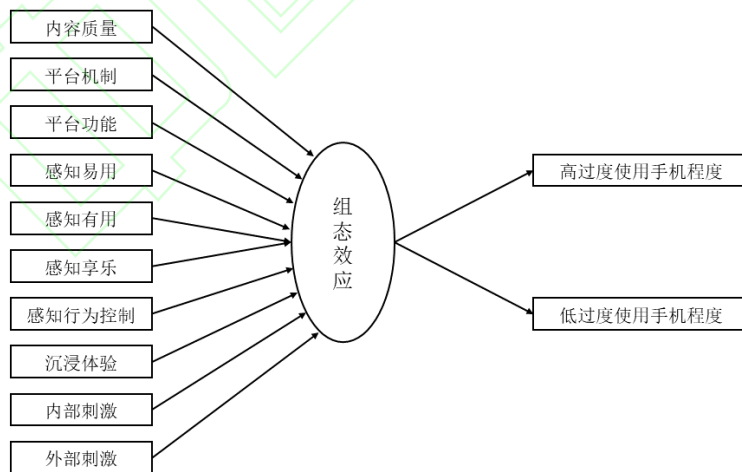 内容质量
平台机制
平台功能
感知易用
感知有用
感知享乐
感知行为控制
沉浸体验
内部刺激
外部刺激
组
态
效
应
高过度使用手机程度
低过度使用手机程度